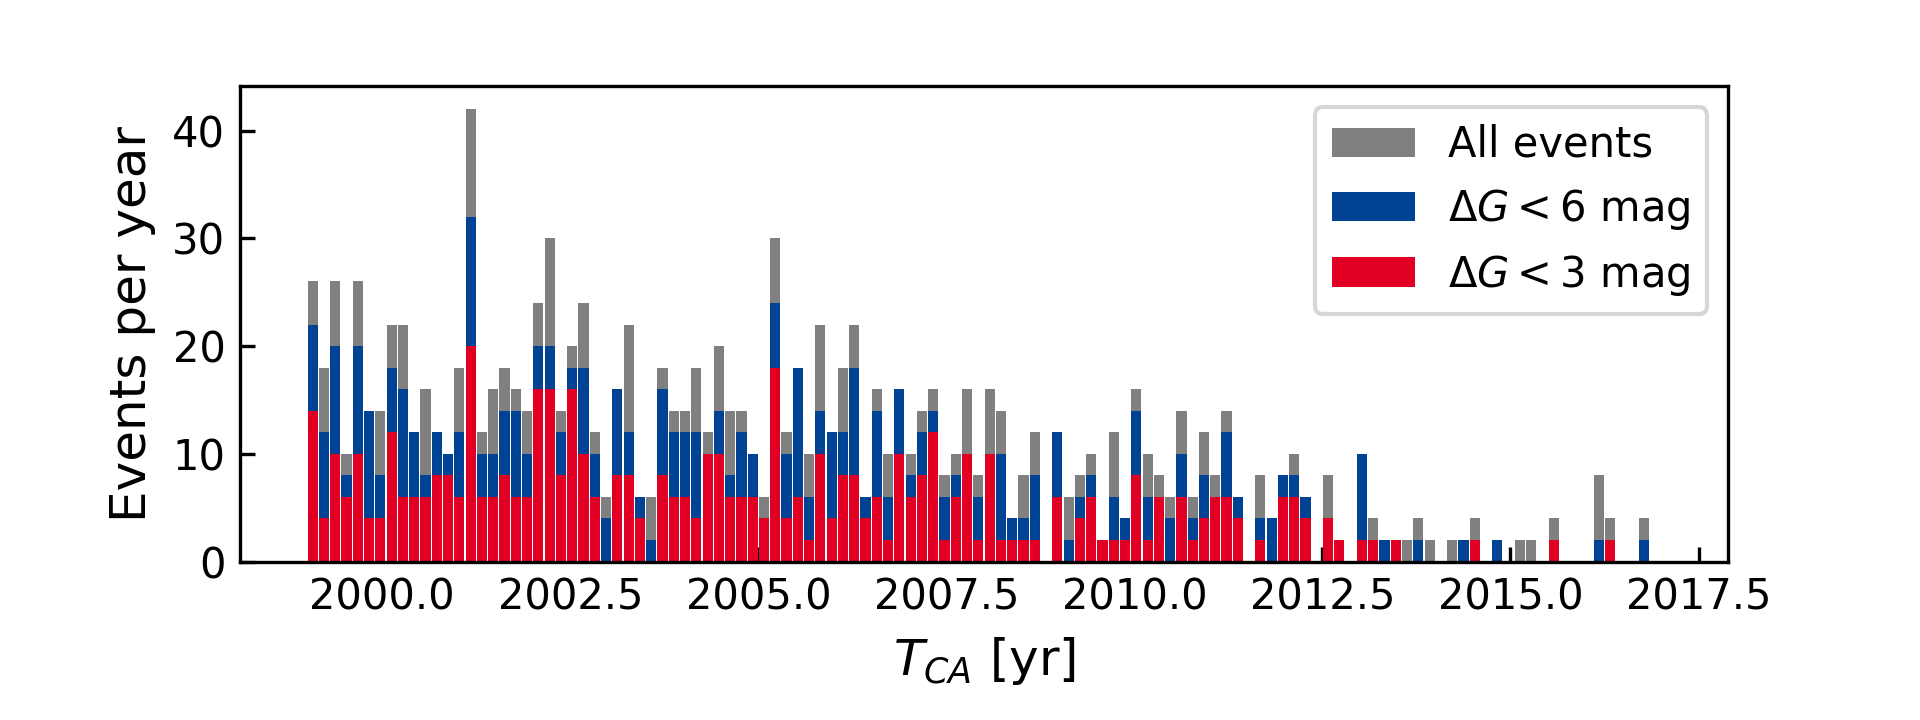 Events per year
40
30
20
10
0
All events
ΔG < 6 mag
ΔG < 3 mag
2000.0 2002.5 2005.0 2007.5 2010.0 2012.5 2015.0 2017.5
T_CA [yr]